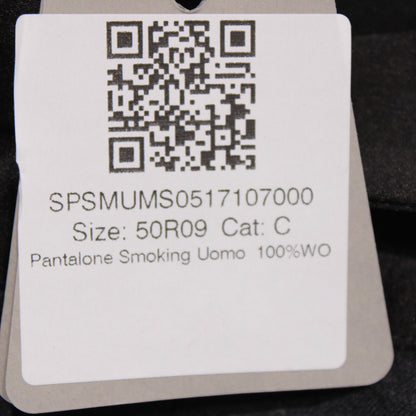 SPSMUMS0517107000
Size: 50R09 Cat: C
Pantalone Smoking Uomo 100%WO